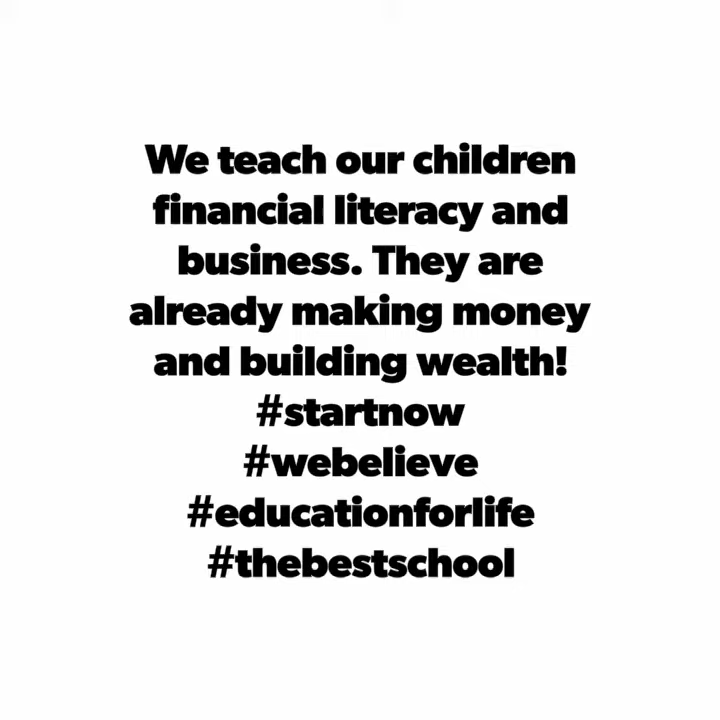 We teach our children
financial literacy and
business. They are
already making money
and building wealth!
#startnow
#webelieve
#educationforlife
#thebestschool